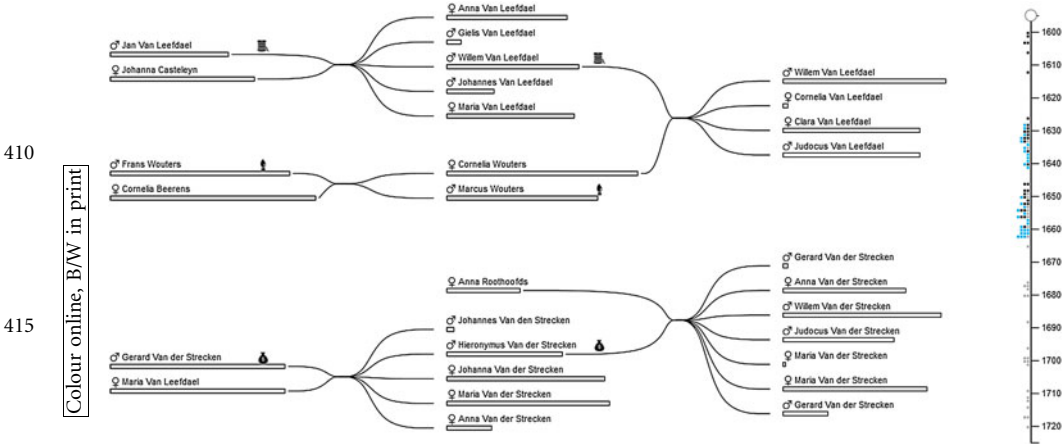 ♀ Anna Van Leefdael
♂ Gielis Van Leefdael
♂ Jan Van Leefdael
♂ Willem Van Leefdael
♀ Johanna Casteleyn
♂ Johannes Van Leefdael
♀ Maria Van Leefdael
♂ Willem Van Leefdael
♀ Cornelia Van Leefdael
♀ Clara Van Leefdael
♂ Judocus Van Leefdael
410
♂ Frans Wouters
♀ Cornelia Wouters
♀ Cornelia Beerens
♂ Marcus Wouters
Colour online, B/W in print
415
♀ Anna Roothoofds
♂ Johannes Van den Strecken
♂ Gerard Van der Strecken
♂ Hieronymus Van der Strecken
♀ Maria Van Leefdael
♀ Johanna Van der Strecken
♀ Maria Van der Strecken
♀ Anna Van der Strecken
♂ Gerard Van der Strecken
♀ Anna Van der Strecken
♂ Willem Van der Strecken
♂ Judocus Van der Strecken
♀ Maria Van der Strecken
♀ Maria Van der Strecken
♂ Gerard Van der Strecken
1600
1610
1620
1630
1640
1650
1660
1670
1680
1690
1700
1710
1720